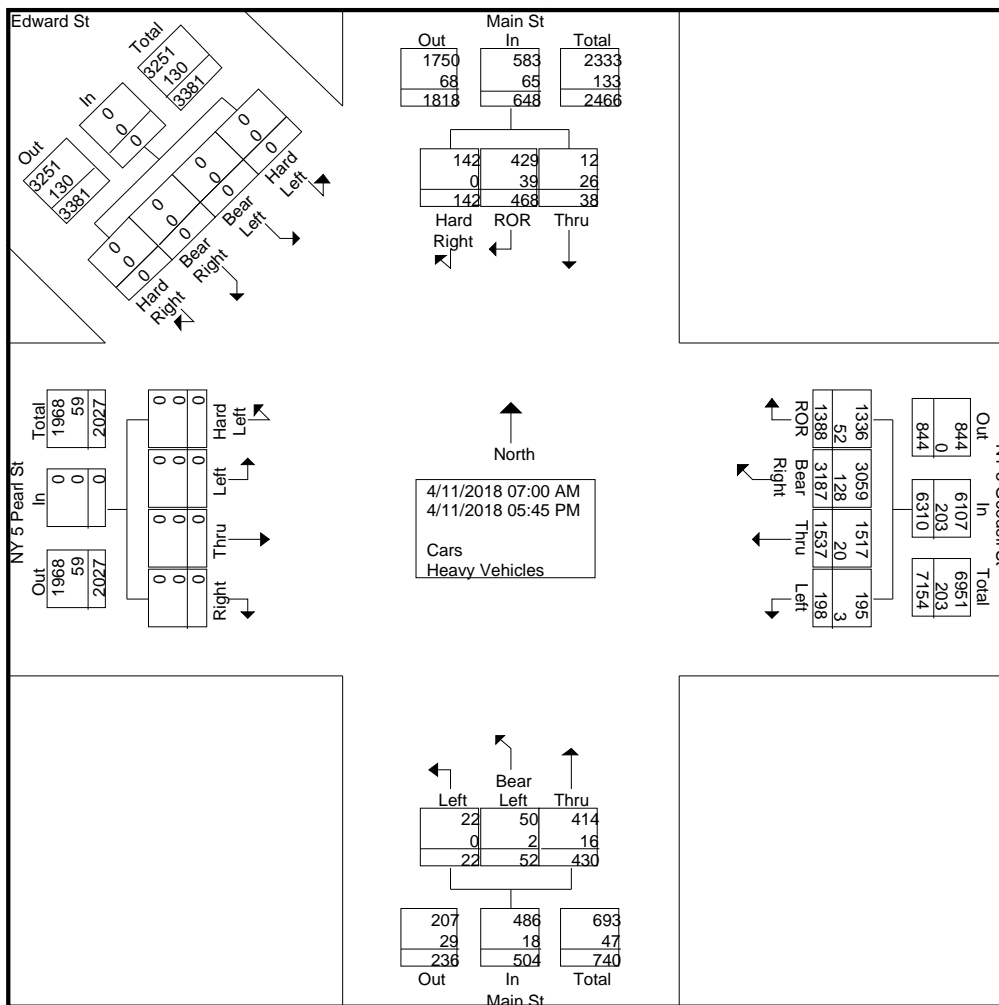 Edward St
Total
3251
130
3381
In
0
0
0
Out
3251
130
3381
0
0
0
0
0
0
0
0
0
0
0
0
Hard
Left
Bear
Left
Bear
Right
Hard
Right
Main St
Out
In
Total
1750
583
2333
68
65
133
1818
648
2466
142
429
12
0
39
26
142
468
38
Hard
Right
ROR
Thru
NY 5 Pearl St
Total
1968
59
2027
In
0
0
0
Out
1968
59
2027
0
0
0
Hard
Left
0
0
0
Left
0
0
0
Thru
0
0
0
Right
North
4/11/2018 07:00 AM
4/11/2018 05:45 PM
Cars
Heavy Vehicles
ROR
1388
52
1336
Bear
Right
3187
128
3059
Thru
1537
20
1517
Left
198
3
195
Out
844
0
844
In
6310
203
6107
Total
7154
203
6951
Left
Bear
Left
Thru
22
50
414
0
2
16
22
52
430
207
486
693
29
18
47
236
504
740
Out
In
Total
Main St